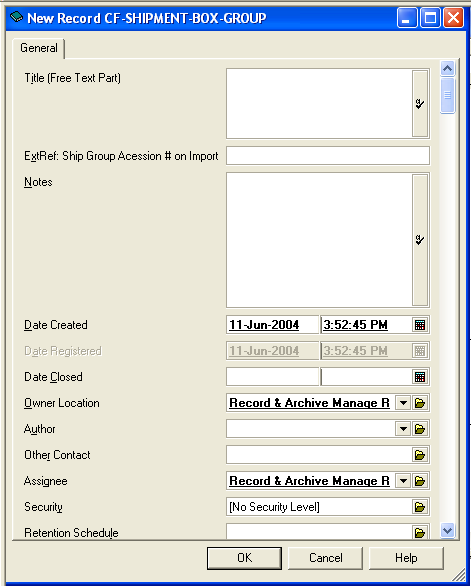 New Record CF-SHIPMENT-BOX-GROUP
General
Title (Free Text Part)
ExtRef: Ship Group Acession # on Import
Notes
Date Created 11-Jun-2004 3:52:45 PM
Date Registered 11-Jun-2004 3:52:45 PM
Date Closed
Owner Location Record & Archive Manage R
Author
Other Contact
Assignee Record & Archive Manage R
Security [No Security Level]
Retention Schedule
OK Cancel Help